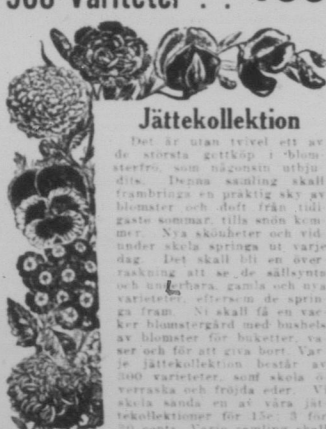 500 Variteter . .
Jättekollektion
Det är utan tvivel ett av
de största gottköp i blom-
sterfrö, som någonsin utbju-
dits. Denna samling skall
frambringa en präktig sky av
blomster och doft från tidi-
gaste sommar, tills snön kom-
mer. Nya skönheter och vid-
under skola springa ut varje
dag. Det skall bli en över-
raskning att se de sällsynta
och underbara, gamla och nya
varieteter, eftersom de sprin-
ga fram. Ni skall få en vac-
ker blomstergård med bushels
av blomster för buketter, va-
ser och för att giva bort. Var-
je jättekollektion består av
300 varieteter, som skola ö-
verraska och fröjda eder. Vi
skola sända en av våra jät-
tekollektioner för 15c; 3 för